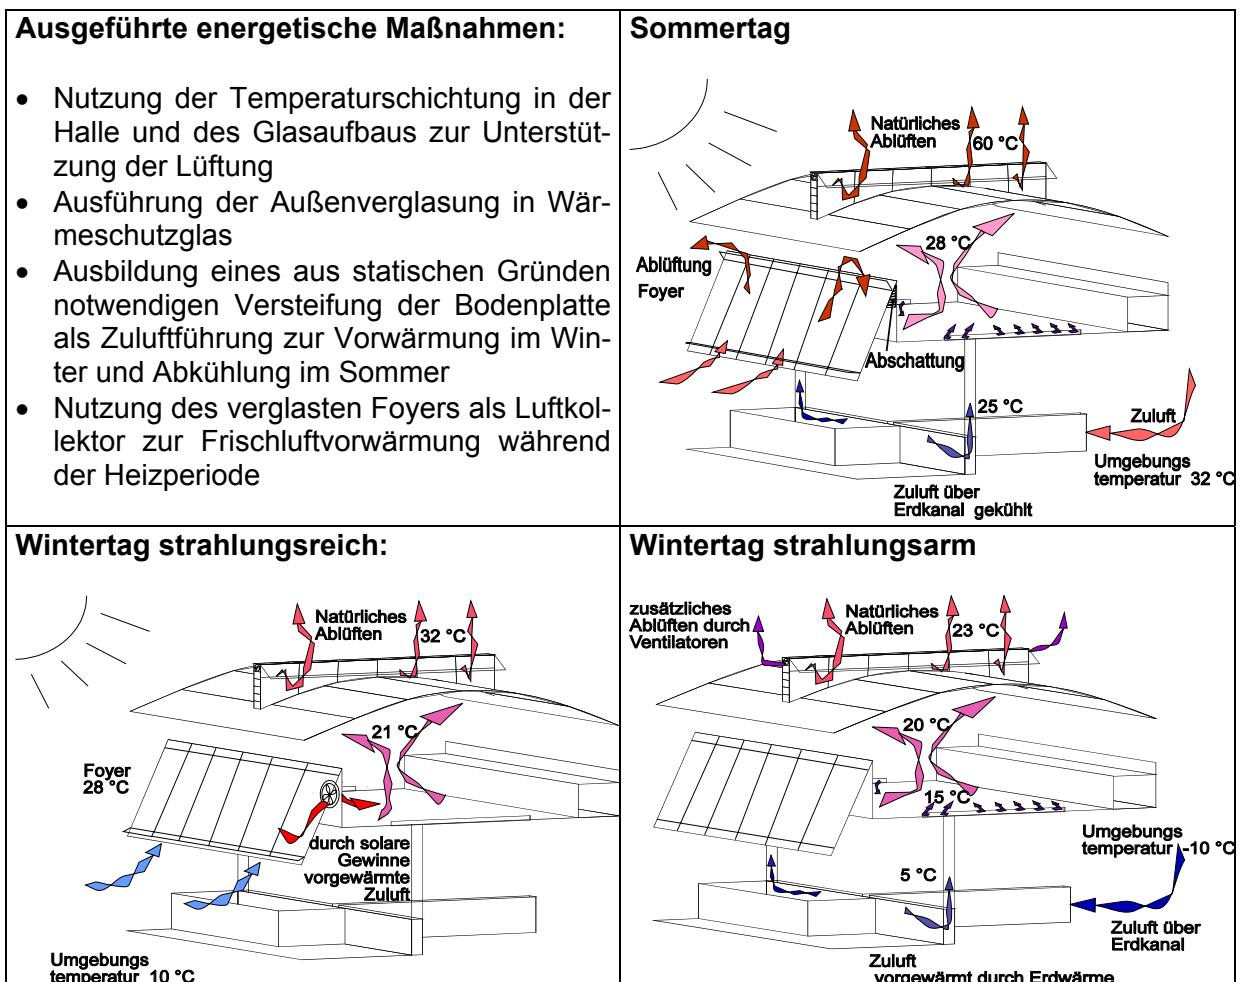 Ausgeführte energetische Maßnahmen:
• Nutzung der Temperaturschichtung in der
Halle und des Glasaufbaus zur Unterstüt-
zung der Lüftung
• Ausführung der Außenverglasung in Wär-
meschutzglas
• Ausbildung eines aus statischen Gründen
notwendigen Versteifung der Bodenplatte
als Zuluftführung zur Vorwärmung im Win-
ter und Abkühlung im Sommer
• Nutzung des verglasten Foyers als Luftkol-
lektor zur Frischluftvorwärmung während
der Heizperiode
Sommertag
Natürliches
Ablüften
60 °C
28 °C
Ablüftung
Foyer
Abschattung
25 °C
Zuluft
Umgebungs
temperatur 32 °C
Zuluft über
Erdkanal gekühlt
Wintertag strahlungsreich:
Natürliches
Ablüften
32 °C
21 °C
Foyer
28 °C
durch solare
Gewinne
vorgewärmte
Zuluft
Umgebungs
temperatur 10 °C
Wintertag strahlungsarm
zusätzliches
Ablüften durch
Ventilatoren
Natürliches
Ablüften
23 °C
20 °C
15 °C
Umgebungs
temperatur -10 °C
5 °C
Zuluft über
Erdkanal
Zuluft
vorgewärmt durch Erdwärme